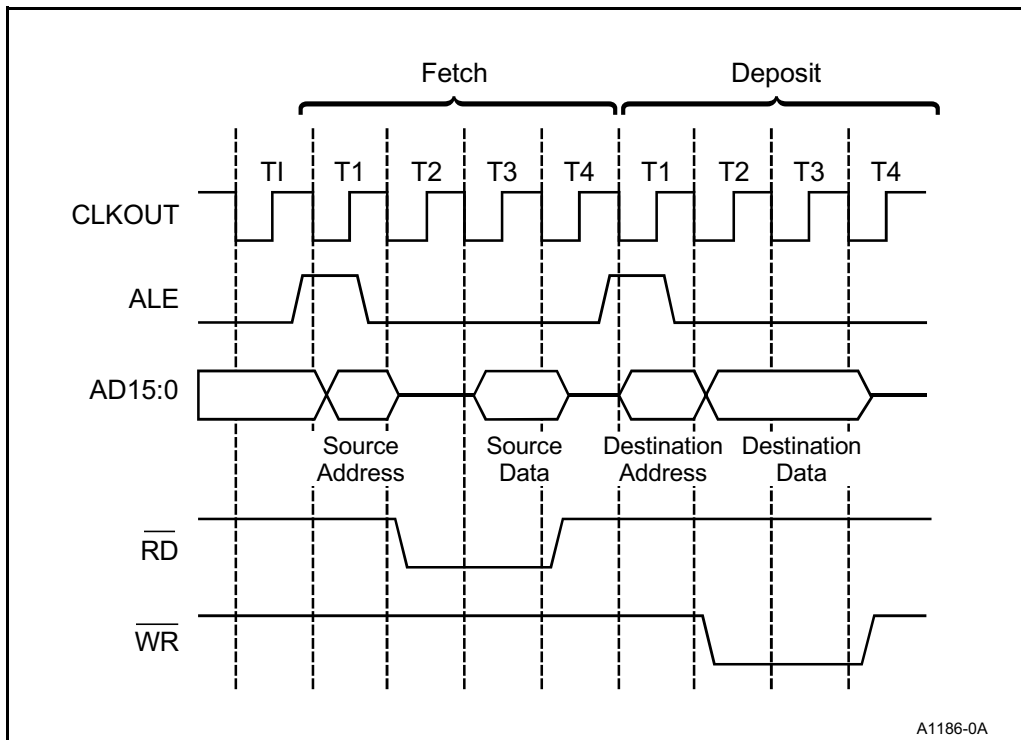 Fetch Deposit
TI T1 T2 T3 T4 T1 T2 T3 T4
CLKOUT
ALE
AD15:0
Source Address
Source Data
Destination Address
Destination Data
RD
WR
A1186-0A